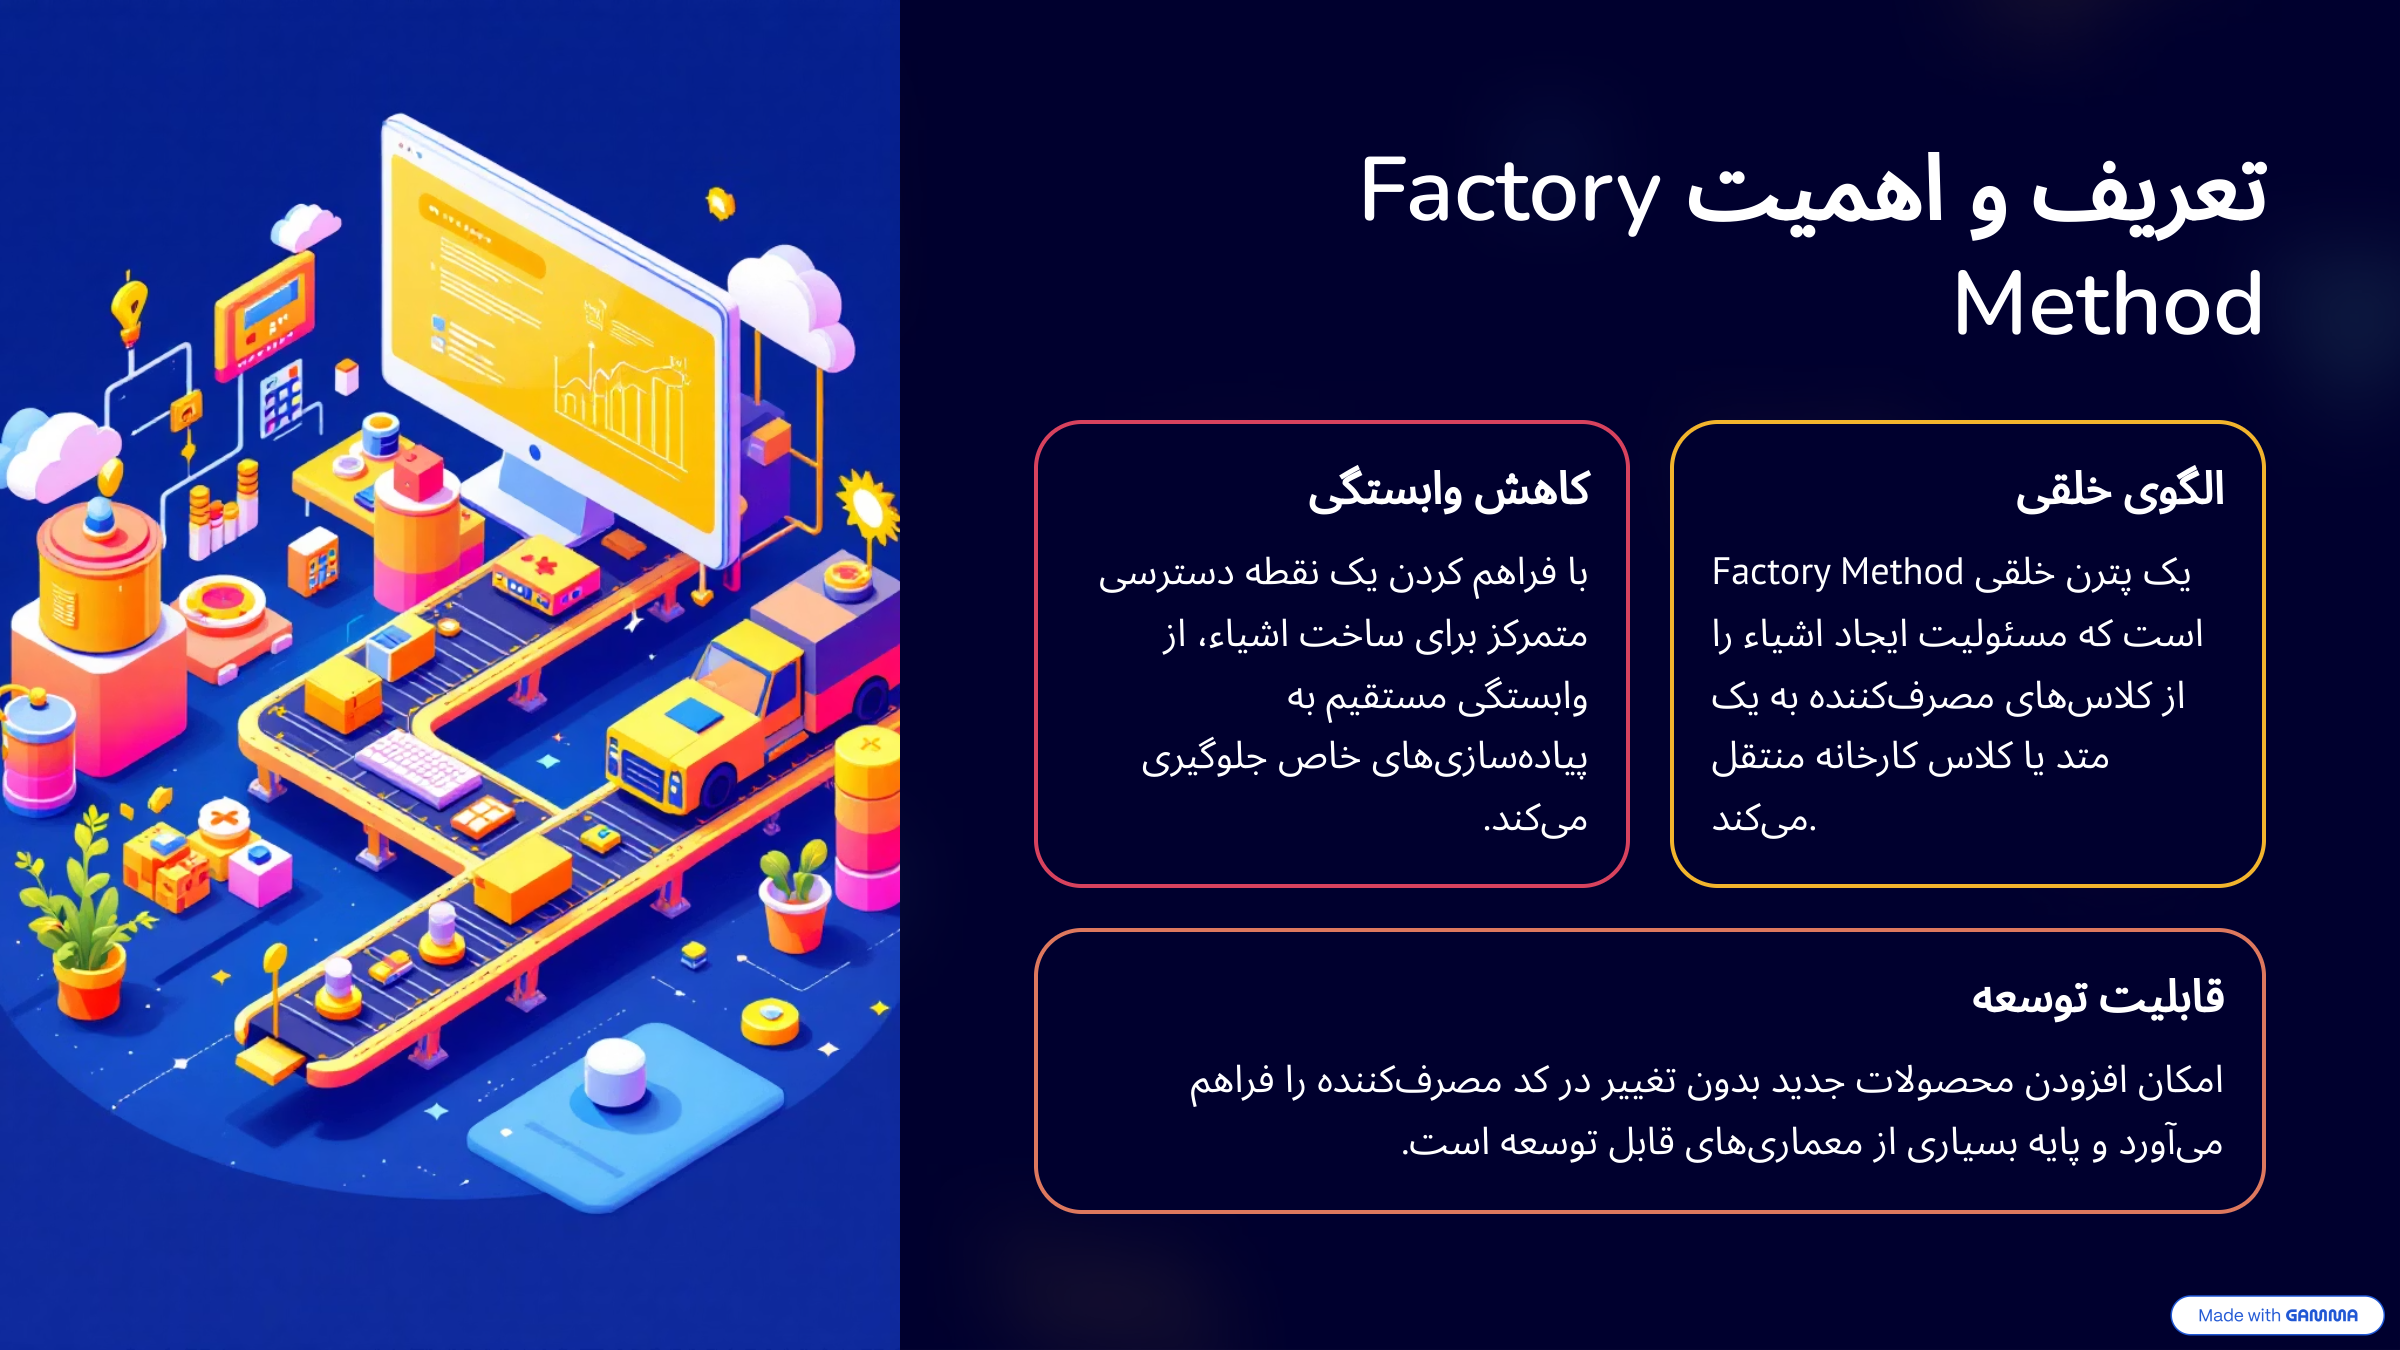 تعریف و اهمیت Factory
Method
الگوی خلقی
Factory Method یک پترن خلقی
است که مسئولیت ایجاد اشیاء را
از کلاس‌های مصرف‌کننده به یک
متد یا کلاس کارخانه منتقل
می‌کند.
کاهش وابستگی
با فراهم کردن یک نقطه دسترسی
متمرکز برای ساخت اشیاء، از
وابستگی مستقیم به
پیاده‌سازی‌های خاص جلوگیری
می‌کند.
قابلیت توسعه
امکان افزودن محصولات جدید بدون تغییر در کد مصرف‌کننده را فراهم
می‌آورد و پایه بسیاری از معماری‌های قابل توسعه است.
Made with GAMMA